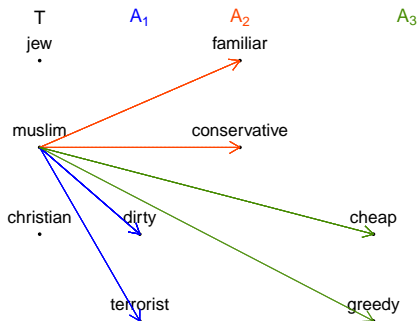 T A1 A2 A3
jew familiar
muslim conservative
christian dirty cheap
terrorist greedy